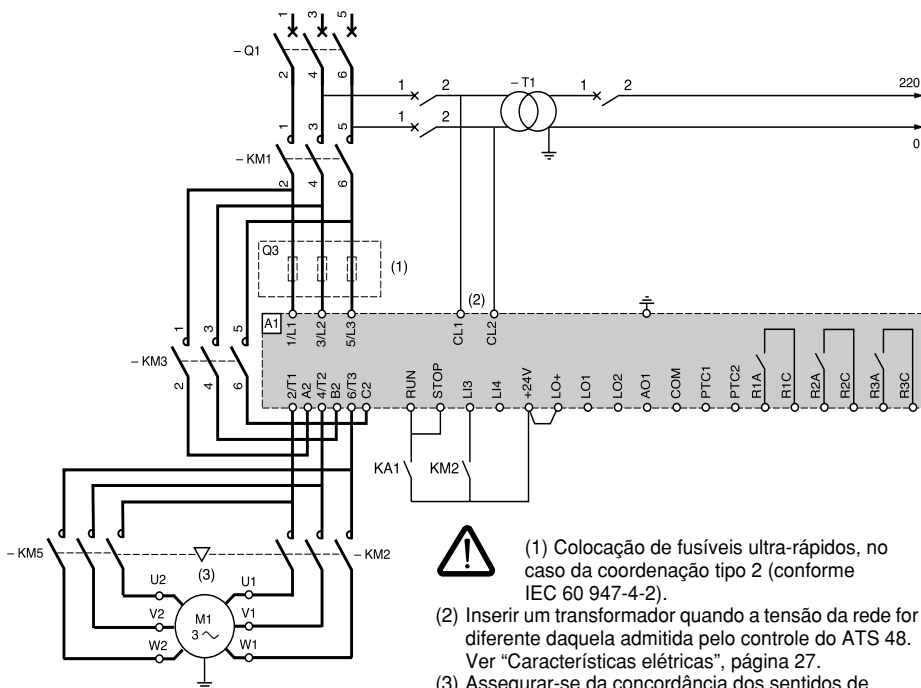 1 3 5
– Q1
2 4 6
1 2 – T1 1 2 220
1 2 0
1 3 5
– KM1
2 4 6
Q3 (1)
(2)
A1 1/L1 3/L2 5/L3 CL1 CL2
1 3 5
– KM3
2 4 6
2/T1 A2 4/T2 B2 6/T3 C2 RUN STOP LI3 LI4 +24V LO+ LO1 LO2 AO1 COM PTC1 PTC2 R1A R1C R2A R2C R3A R3C
KA1 KM2
– KM5 – KM2
(3)
U2 U1
V2 M1 V1
3 ~
W2 W1
(1) Colocação de fusíveis ultra-rápidos, no
caso da coordenação tipo 2 (conforme
IEC 60 947-4-2).
(2) Inserir um transformador quando a tensão da rede for
diferente daquela admitida pelo controle do ATS 48.
Ver “Características elétricas”, página 27.
(3) Assegurar-se da concordância dos sentidos de